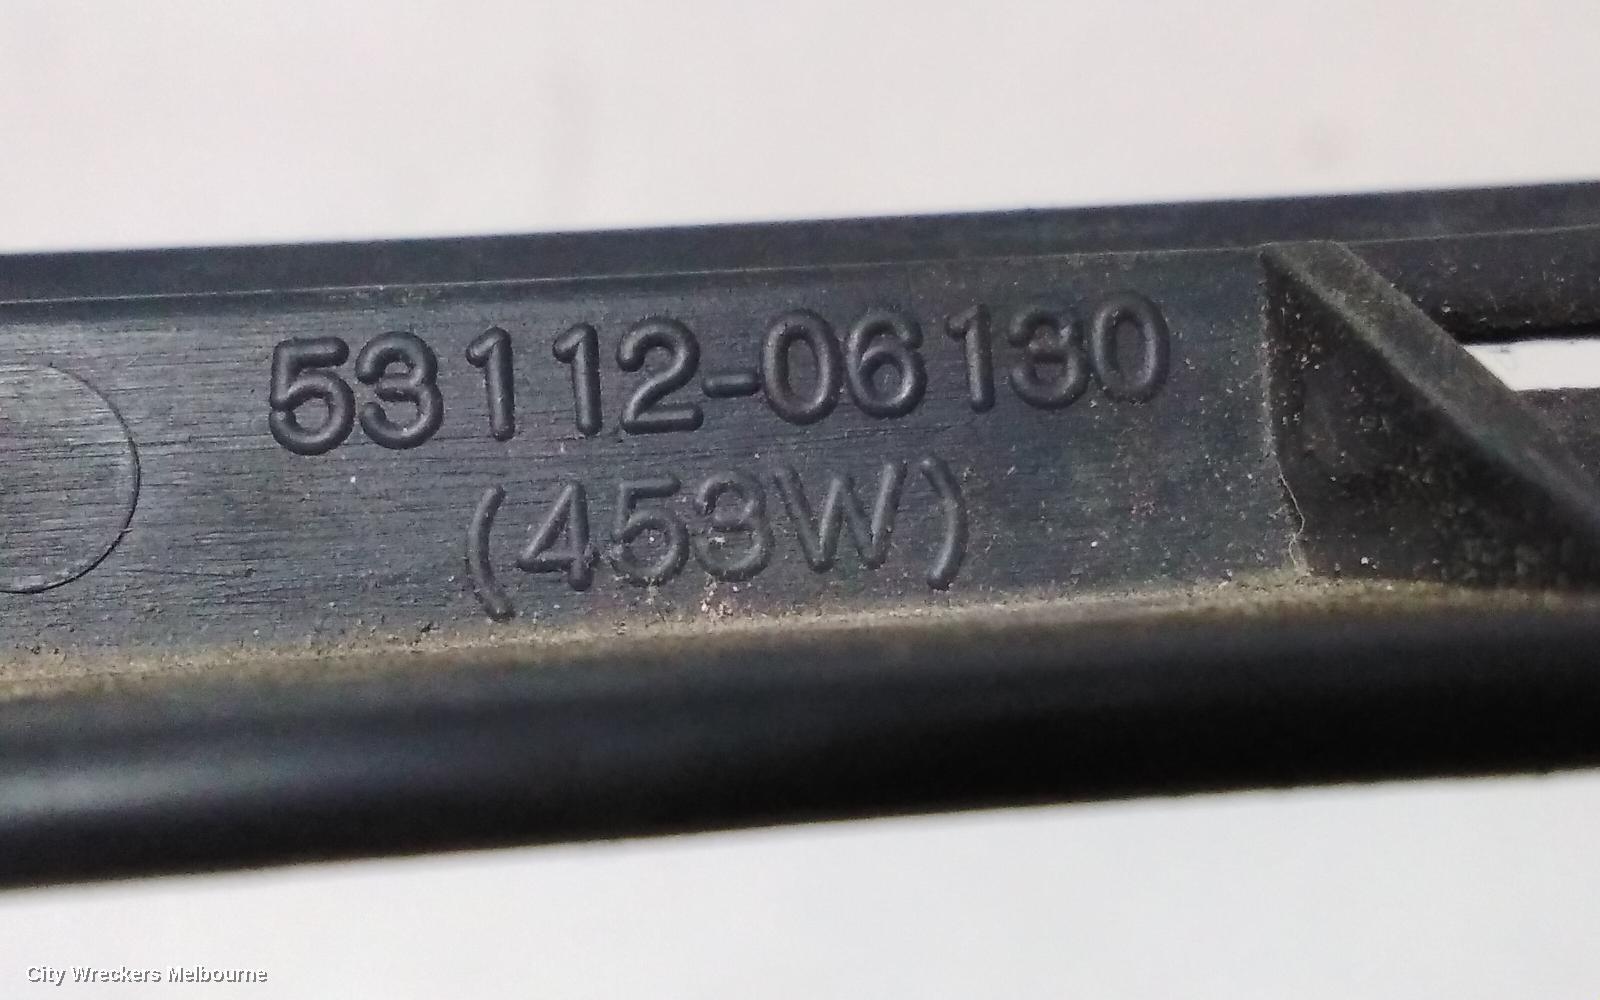 53112-06130
(453W)
City Wreckers Melbourne